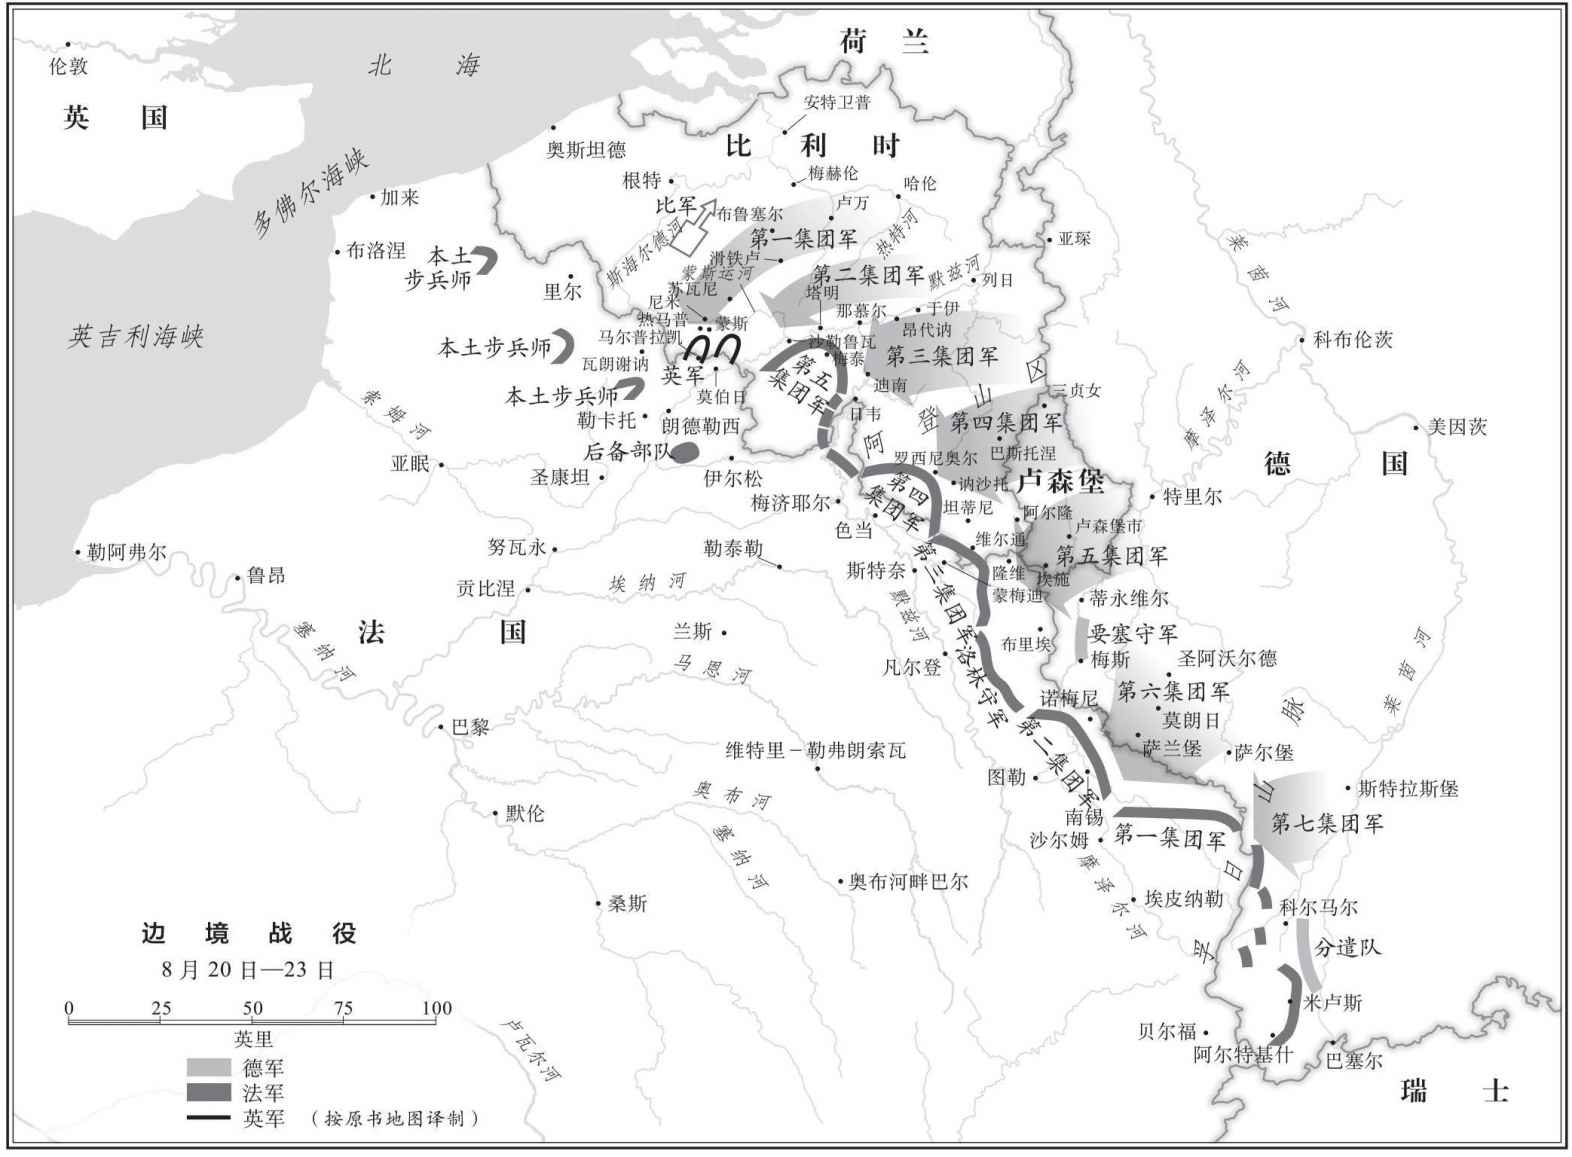 荷 兰
北 海
伦敦
英 国
安特卫普
奥斯坦德
比 利 时
多佛尔海峡
加来
根特
梅赫伦
哈伦
比军
布鲁塞尔
卢万
第一集团军
热特河
亚琛
布洛涅
本土
步兵师
斯海尔德河
滑铁卢
蒙斯运河
第二集团军
默兹河
列日
莱茵河
里尔
苏瓦尼
尼米
塔明
那慕尔
于伊
热马普
蒙斯
昂代讷
英吉利海峡
本土步兵师
马尔普拉凯
沙勒鲁瓦
梅泰
第三集团军
科布伦茨
瓦朗谢讷
英军
第五
集团军
迪南
本土步兵师
莫伯日
日韦
阿登山区
三贞女
摩泽尔河
索姆河
勒卡托
朗德勒西
第四集团军
巴斯托涅
美因茨
后备部队
亚眠
圣康坦
伊尔松
罗西尼奥尔
讷沙托
卢森堡
德 国
梅济耶尔
第四
集团军
坦蒂尼
阿尔隆
特里尔
色当
卢森堡市
勒阿弗尔
努瓦永
勒泰勒
维尔通
第五集团军
鲁昂
斯特奈
第三集团军
隆维
埃施
贡比涅
埃纳河
默兹河
蒙梅迪
蒂永维尔
法 国
塞纳河
兰斯
布里埃
要塞守军
马恩河
凡尔登
洛林守军
梅斯
圣阿沃尔德
莱茵河
诺梅尼
第六集团军
莫朗日
巴黎
维特里－勒弗朗索瓦
第二集团军
萨兰堡
萨尔堡
图勒
孚日山脉
斯特拉斯堡
默伦
奥布河
塞纳河
南锡
沙尔姆
第一集团军
第七集团军
摩泽尔河
奥布河畔巴尔
埃皮纳勒
桑斯
科尔马尔
分遣队
边 境 战 役
8 月 20 日—23 日
0 25 50 75 100
英里
米卢斯
贝尔福
阿尔特基什
巴塞尔
卢瓦尔河
瑞 士
德军
法军
英军 （按原书地图译制）